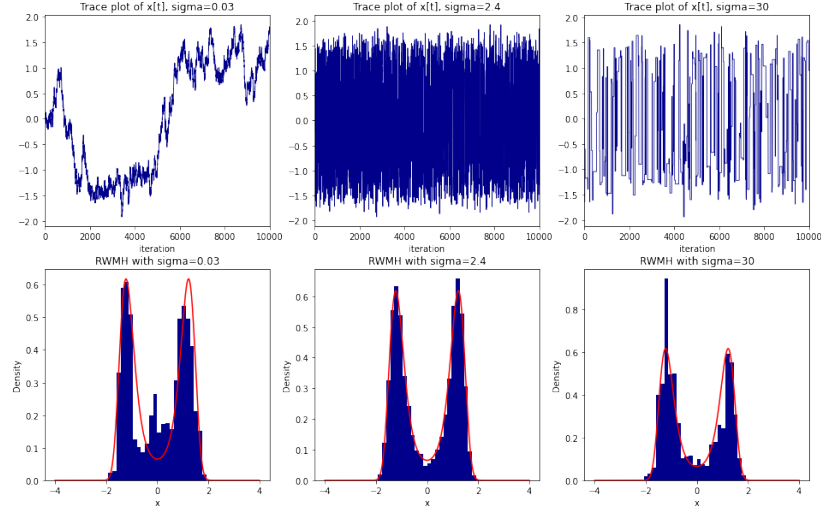 Trace plot of x[t], sigma=0.03
2.0
1.5
1.0
0.5
0.0
−0.5
−1.0
−1.5
−2.0
0 2000 4000 6000 8000 10000
iteration
Trace plot of x[t], sigma=2.4
2.0
1.5
1.0
0.5
0.0
−0.5
−1.0
−1.5
−2.0
0 2000 4000 6000 8000 10000
iteration
Trace plot of x[t], sigma=30
2.0
1.5
1.0
0.5
0.0
−0.5
−1.0
−1.5
−2.0
0 2000 4000 6000 8000 10000
iteration
RWMH with sigma=0.03
Density
0.6
0.5
0.4
0.3
0.2
0.1
0.0
−4 −2 0 2 4
x
RWMH with sigma=2.4
Density
0.6
0.5
0.4
0.3
0.2
0.1
0.0
−4 −2 0 2 4
x
RWMH with sigma=30
Density
0.8
0.6
0.4
0.2
0.0
−4 −2 0 2 4
x